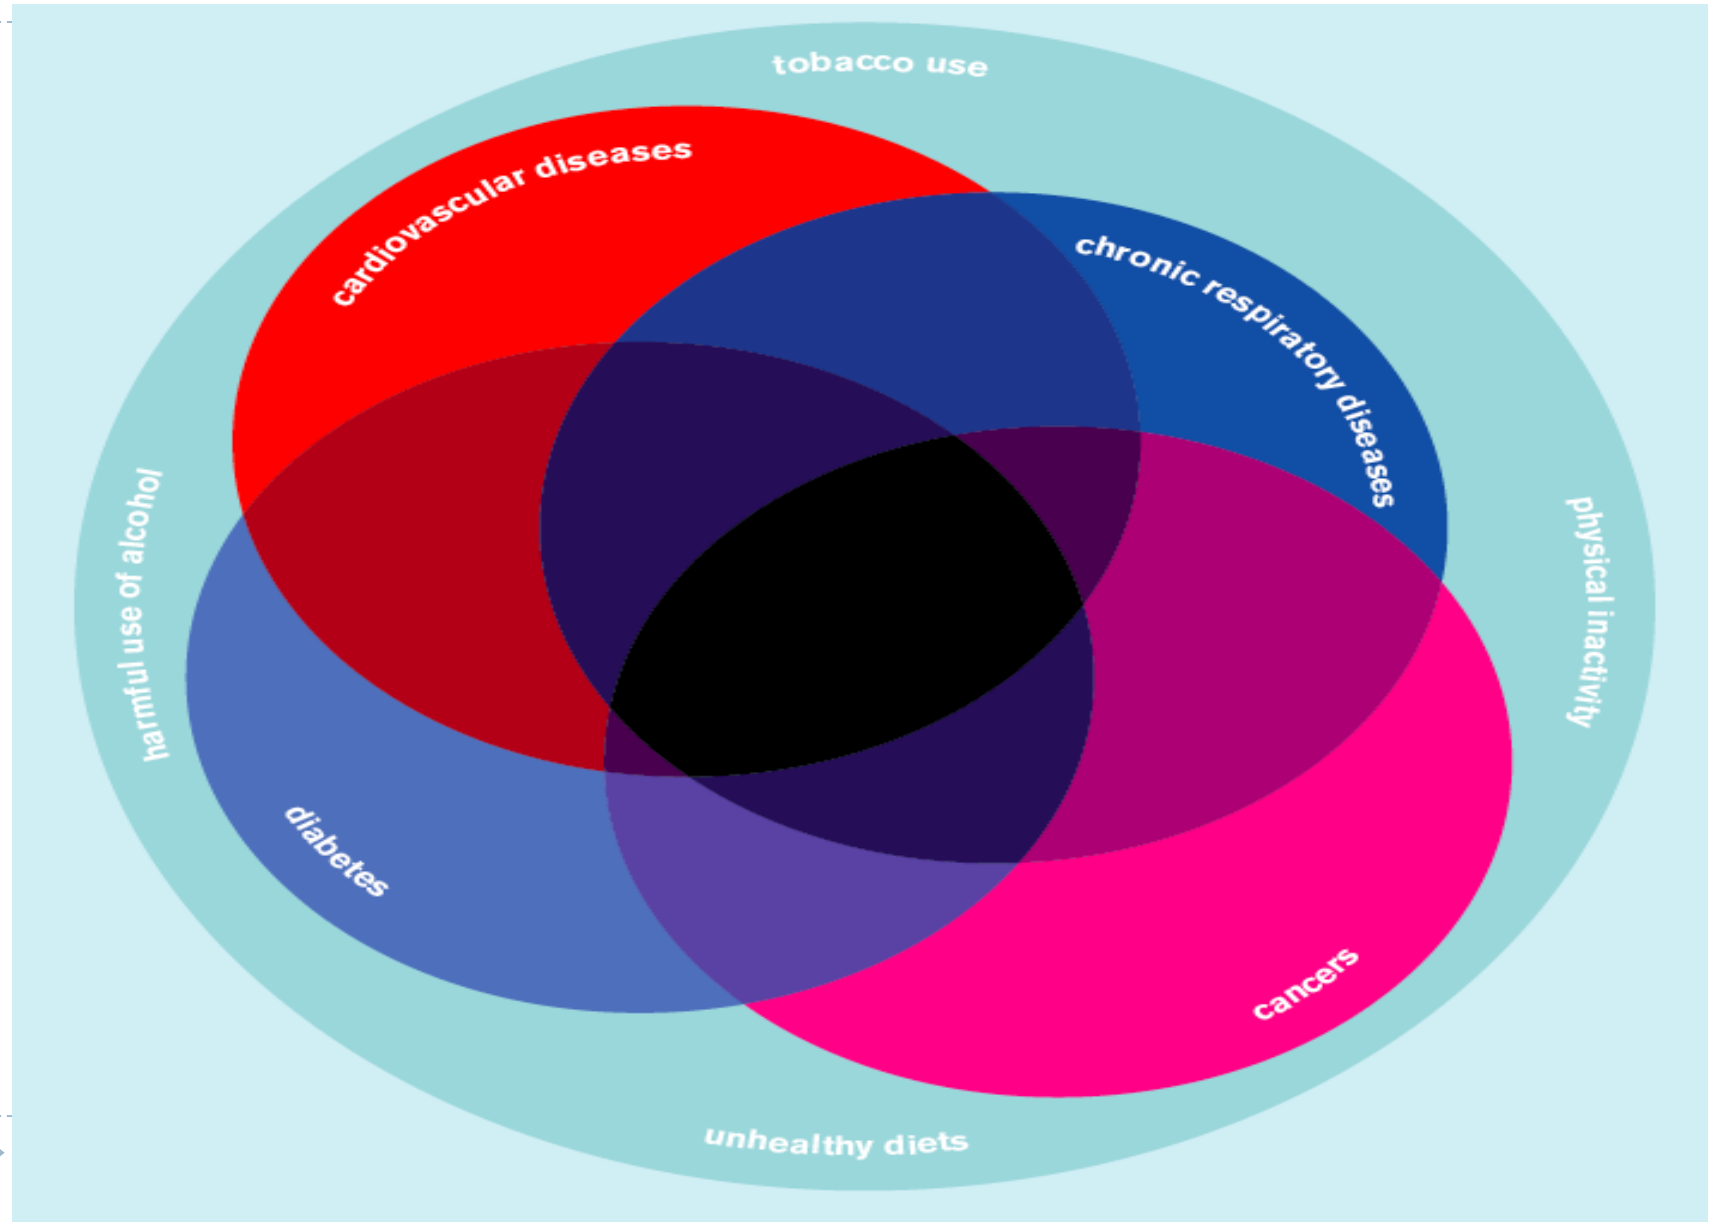 tobacco use
cardiovascular diseases
chronic respiratory diseases
harmful use of alcohol
physical inactivity
diabetes
cancers
unhealthy diets